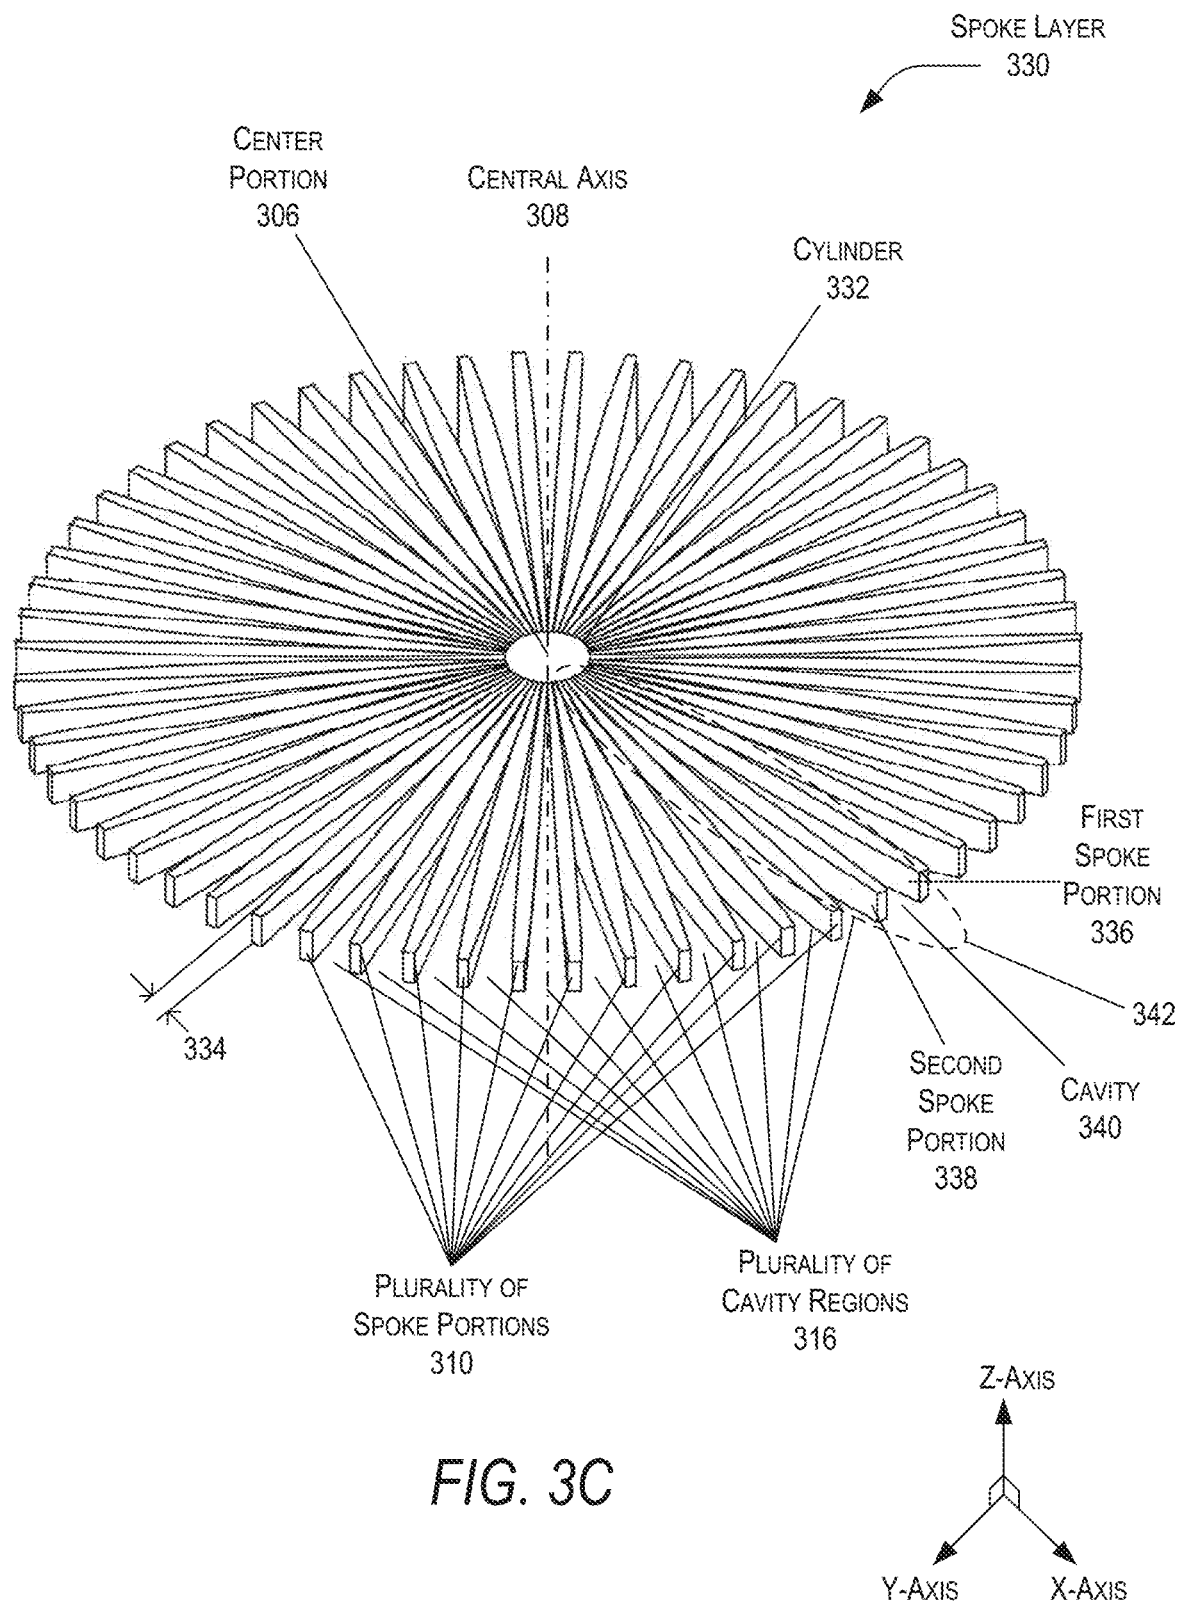 SPOKE LAYER
330
CENTER
PORTION
306
CENTRAL AXIS
308
CYLINDER
332
FIRST
SPOKE
PORTION
336
334
342
SECOND
SPOKE
PORTION
338
CAVITY
340
PLURALITY OF
SPOKE PORTIONS
310
PLURALITY OF
CAVITY REGIONS
316
Z-AXIS
FIG. 3C
Y-AXIS
X-AXIS